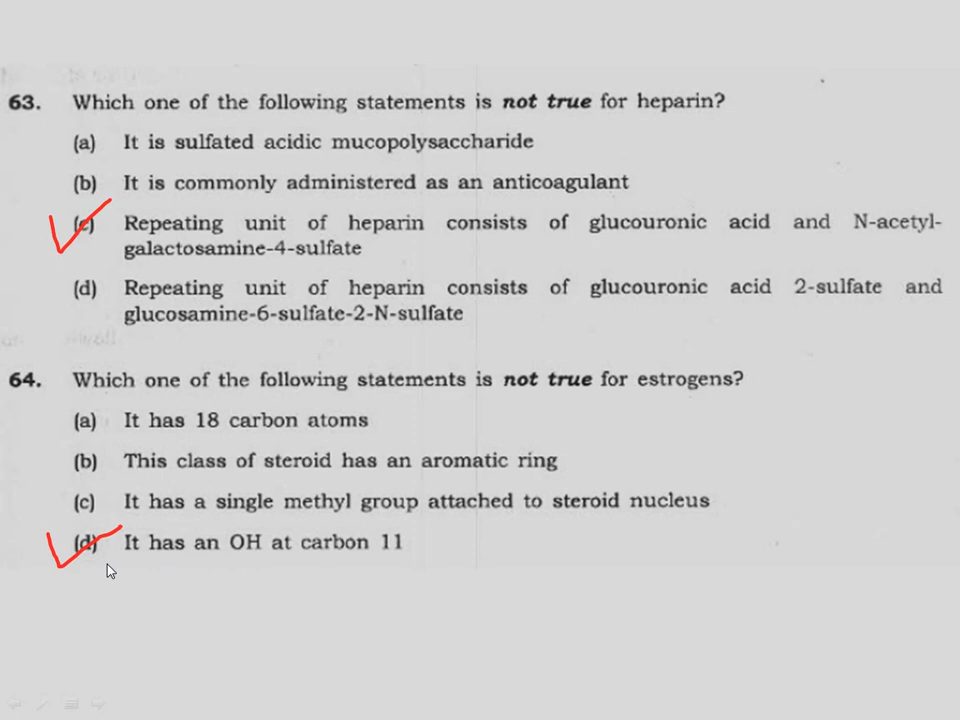 63. Which one of the following statements is not true for heparin?
(a) It is sulfated acidic mucopolysaccharide
(b) It is commonly administered as an anticoagulant
(c) Repeating unit of heparin consists of glucouronic acid and N-acetyl-
galactosamine-4-sulfate
(d) Repeating unit of heparin consists of glucouronic acid 2-sulfate and
glucosamine-6-sulfate-2-N-sulfate
64. Which one of the following statements is not true for estrogens?
(a) It has 18 carbon atoms
(b) This class of steroid has an aromatic ring
(c) It has a single methyl group attached to steroid nucleus
(d) It has an OH at carbon 11